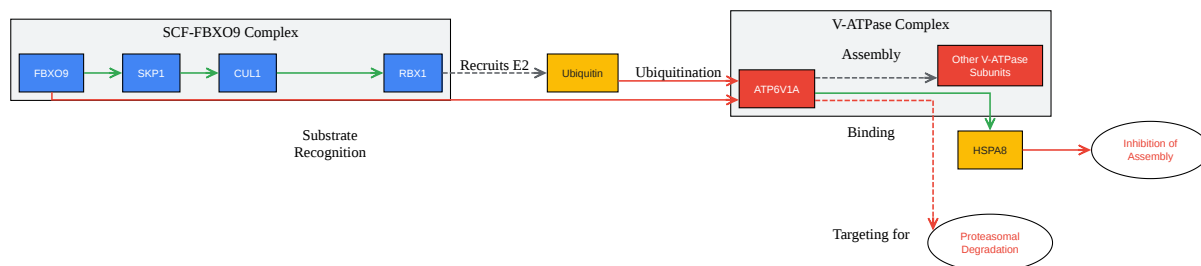 SCF-FBXO9 Complex
V-ATPase Complex
FBXO9
SKP1
CUL1
RBX1
Recruits E2
Ubiquitin
Ubiquitination
ATP6V1A
Assembly
Other V-ATPase
Subunits
Substrate
Recognition
Binding
HSPA8
Inhibition of
Assembly
Targeting for
Proteasomal
Degradation